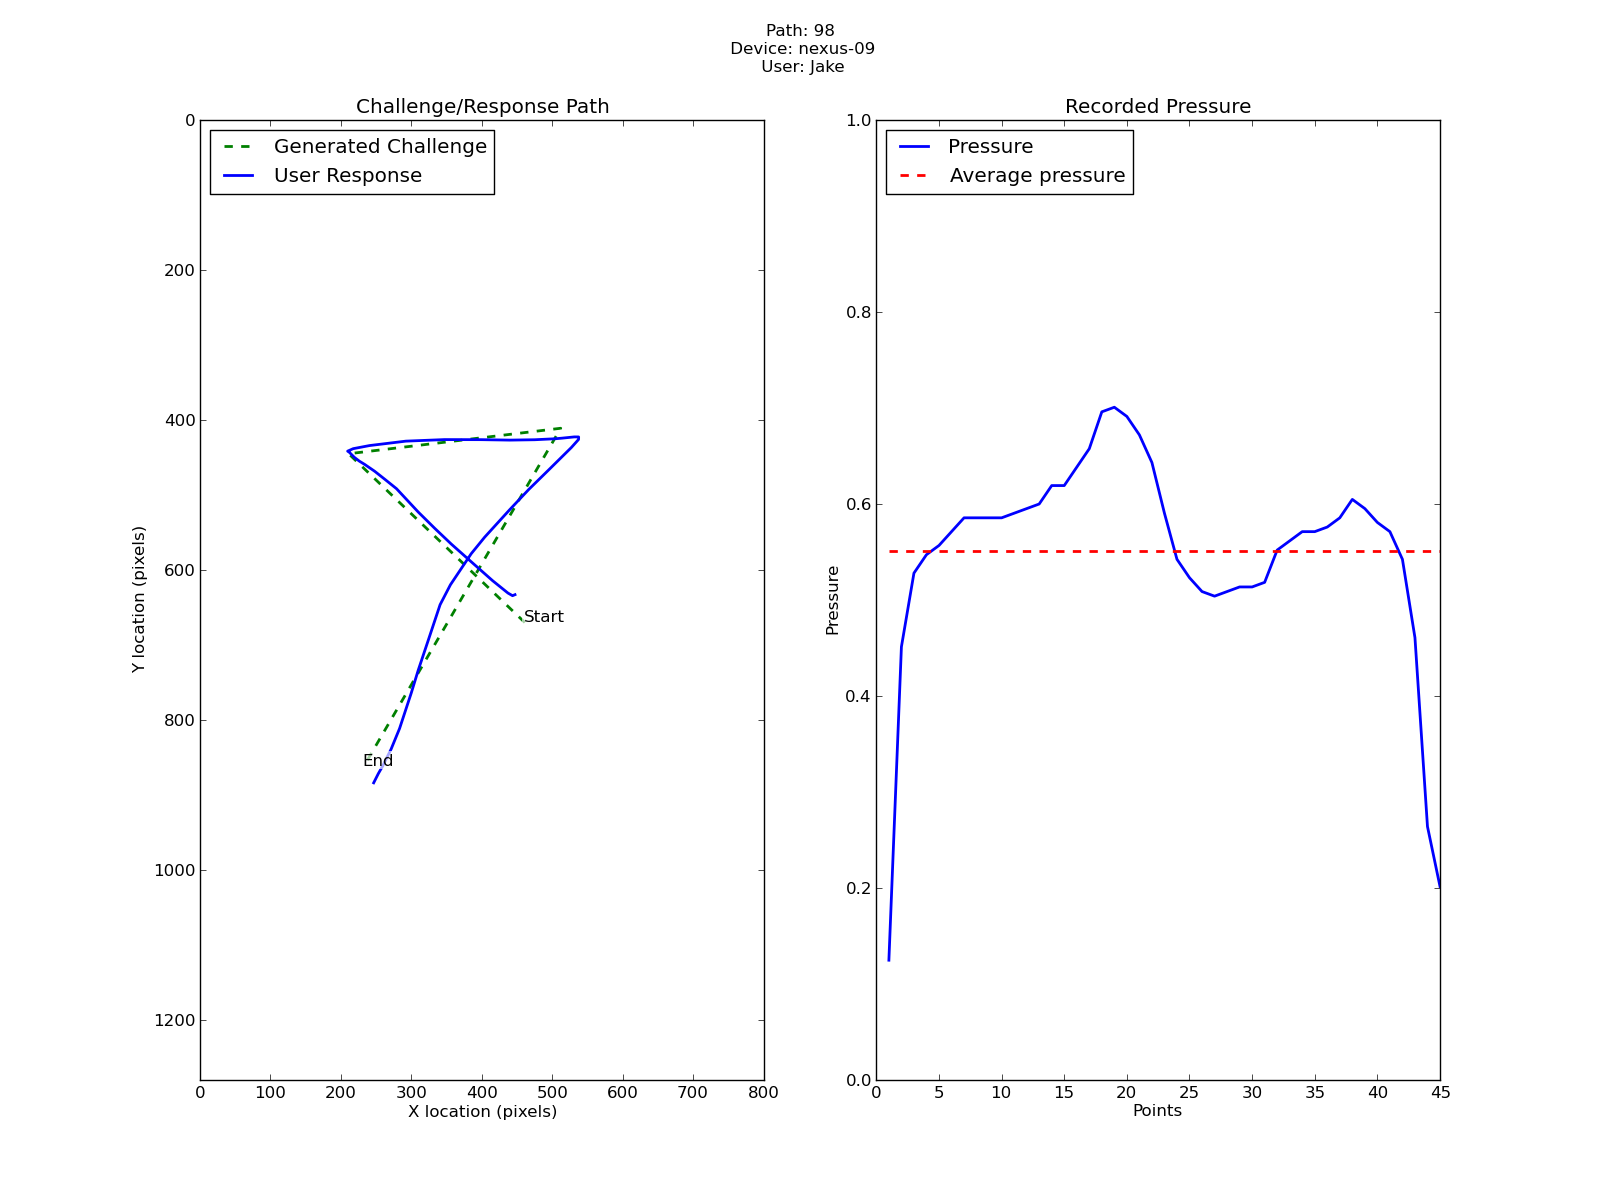 Path: 98
Device: nexus-09
User: Jake
Challenge/Response Path
Generated Challenge
User Response
0
200
400
600
800
1000
1200
Y location (pixels)
Start
End
0 100 200 300 400 500 600 700 800
X location (pixels)
Recorded Pressure
Pressure
Average pressure
1.0
0.8
0.6
0.4
0.2
0.0
Pressure
0 5 10 15 20 25 30 35 40 45
Points